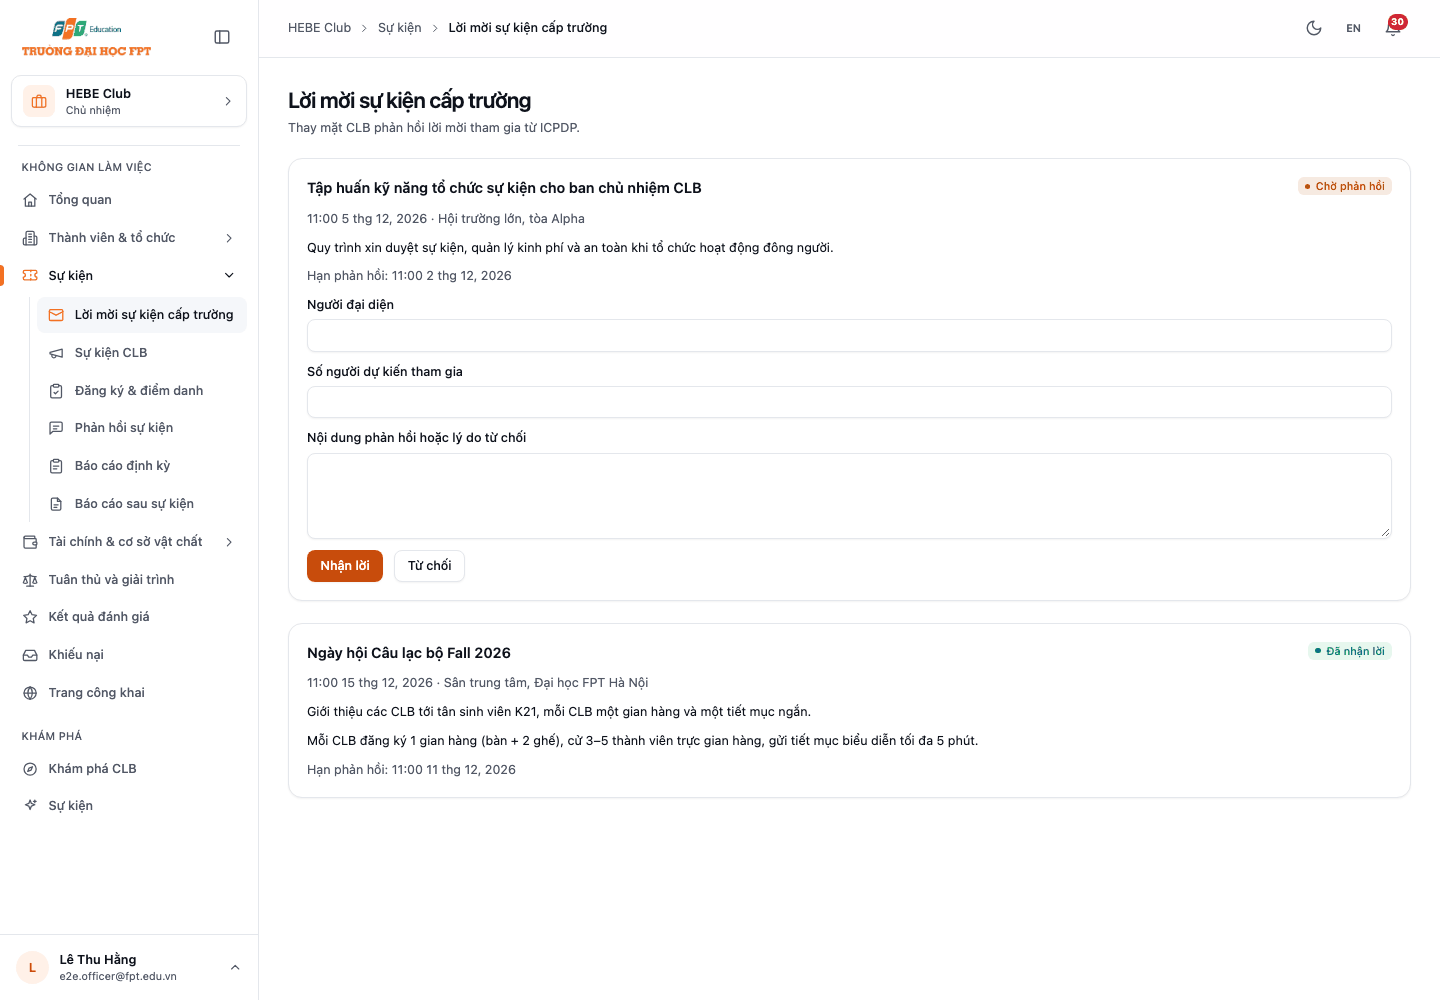 FPT Education
TRƯỜNG ĐẠI HỌC FPT
HEBE Club
Chủ nhiệm
KHÔNG GIAN LÀM VIỆC
Tổng quan
Thành viên & tổ chức
Sự kiện
Lời mời sự kiện cấp trường
Sự kiện CLB
Đăng ký & điểm danh
Phản hồi sự kiện
Báo cáo định kỳ
Báo cáo sau sự kiện
Tài chính & cơ sở vật chất
Tuân thủ và giải trình
Kết quả đánh giá
Khiếu nại
Trang công khai
KHÁM PHÁ
Khám phá CLB
Sự kiện
L
Lê Thu Hằng
e2e.officer@fpt.edu.vn
HEBE Club > Sự kiện > Lời mời sự kiện cấp trường
EN
30
Lời mời sự kiện cấp trường
Thay mặt CLB phản hồi lời mời tham gia từ ICPDP.
Tập huấn kỹ năng tổ chức sự kiện cho ban chủ nhiệm CLB
Chờ phản hồi
11:00 5 thg 12, 2026 · Hội trường lớn, tòa Alpha
Quy trình xin duyệt sự kiện, quản lý kinh phí và an toàn khi tổ chức hoạt động đông người.
Hạn phản hồi: 11:00 2 thg 12, 2026
Người đại diện
Số người dự kiến tham gia
Nội dung phản hồi hoặc lý do từ chối
Nhận lời
Từ chối
Ngày hội Câu lạc bộ Fall 2026
Đã nhận lời
11:00 15 thg 12, 2026 · Sân trung tâm, Đại học FPT Hà Nội
Giới thiệu các CLB tới tân sinh viên K21, mỗi CLB một gian hàng và một tiết mục ngắn.
Mỗi CLB đăng ký 1 gian hàng (bàn + 2 ghế), cử 3–5 thành viên trực gian hàng, gửi tiết mục biểu diễn tối đa 5 phút.
Hạn phản hồi: 11:00 11 thg 12, 2026